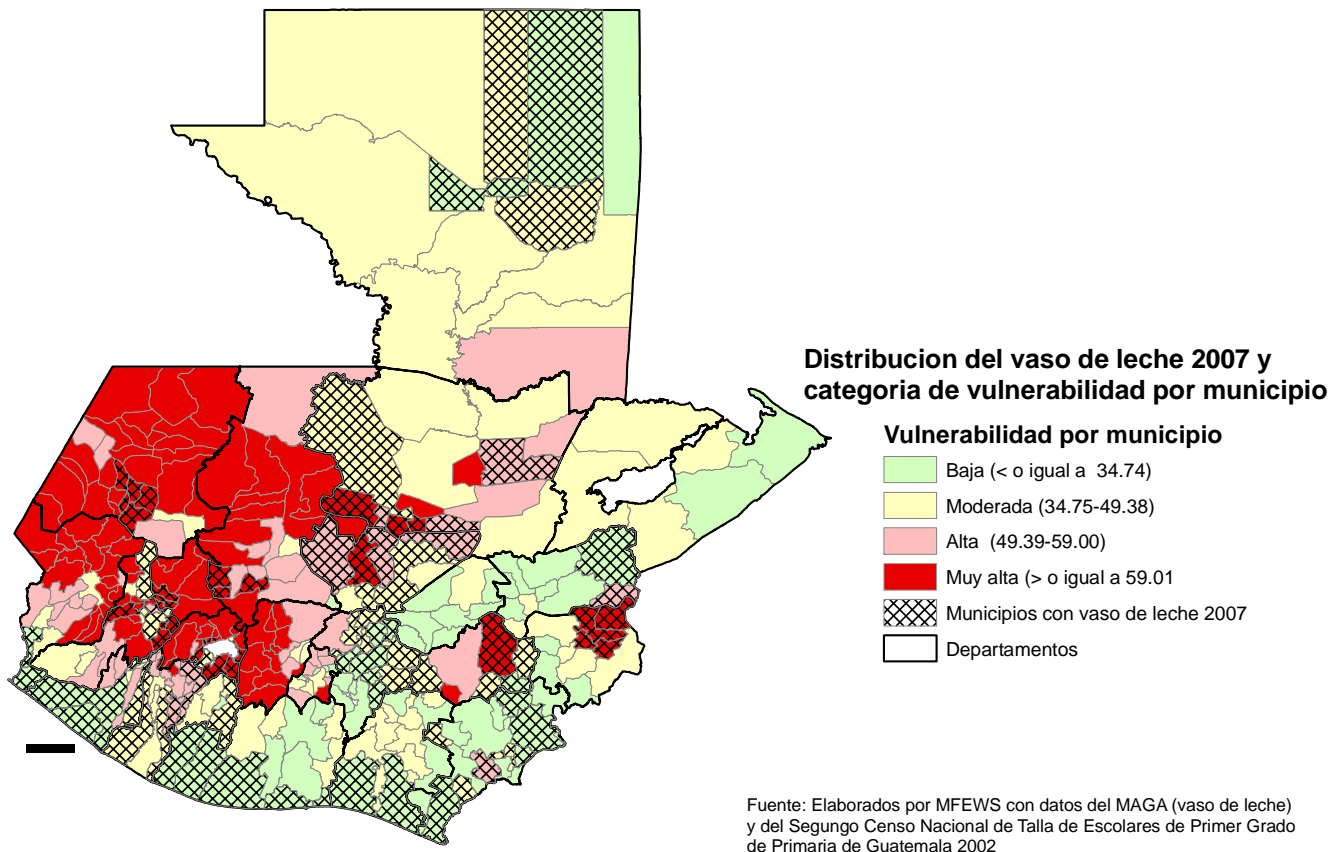 Distribucion del vaso de leche 2007 y
categoria de vulnerabilidad por municipio
Vulnerabilidad por municipio
Baja (< o igual a 34.74)
Moderada (34.75-49.38)
Alta (49.39-59.00)
Muy alta (> o igual a 59.01
Municipios con vaso de leche 2007
Departamentos
Fuente: Elaborados por MFEWS con datos del MAGA (vaso de leche)
y del Segungo Censo Nacional de Talla de Escolares de Primer Grado
de Primaria de Guatemala 2002